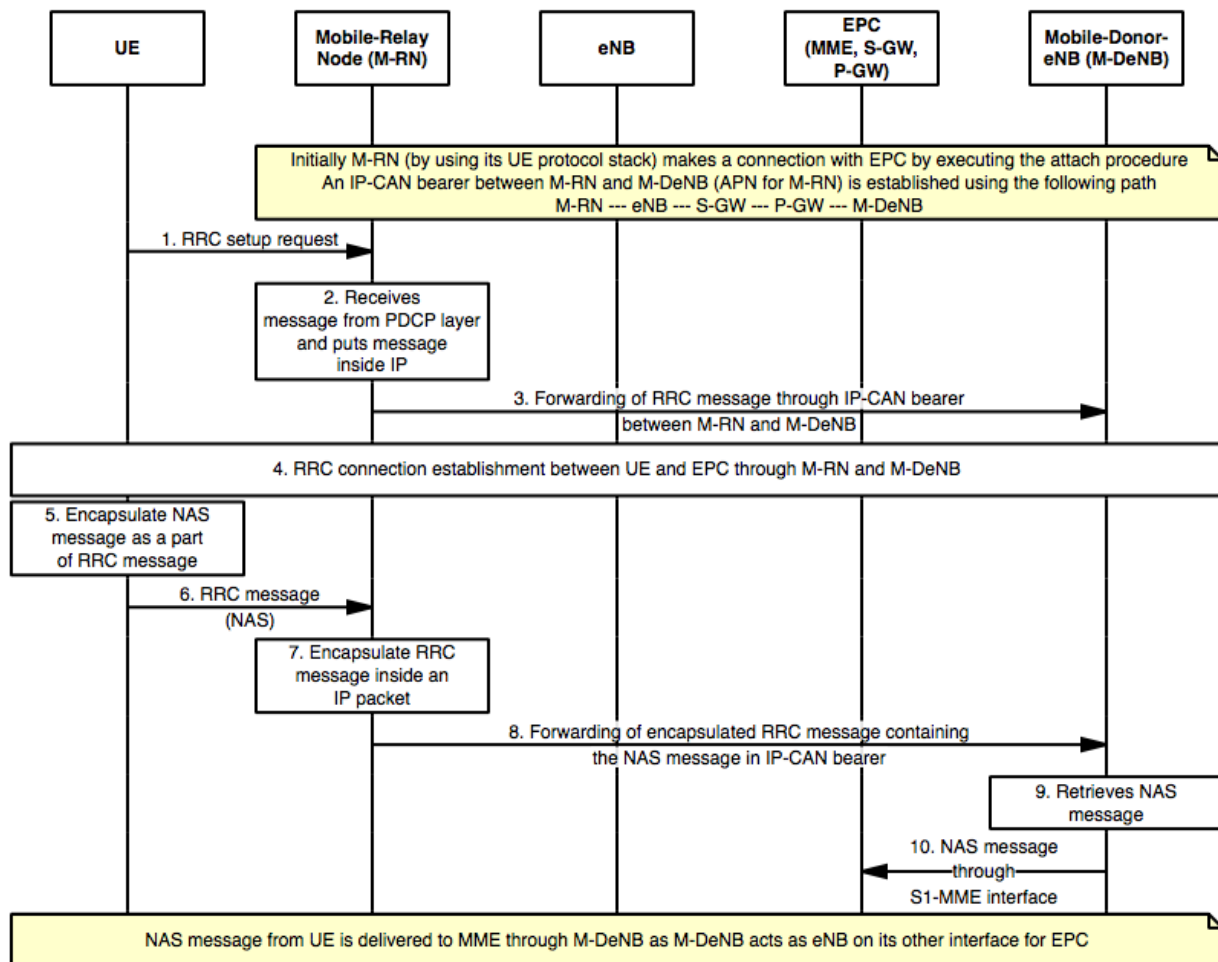 UE
Mobile-Relay
Node (M-RN)
eNB
EPC
(MME, S-GW,
P-GW)
Mobile-Donor-
eNB (M-DeNB)
Initially M-RN (by using its UE protocol stack) makes a connection with EPC by executing the attach procedure
An IP-CAN bearer between M-RN and M-DeNB (APN for M-RN) is established using the following path
M-RN --- eNB --- S-GW --- P-GW --- M-DeNB
1. RRC setup request
2. Receives
message from PDCP layer
and puts message
inside IP
3. Forwarding of RRC message through IP-CAN bearer
between M-RN and M-DeNB
4. RRC connection establishment between UE and EPC through M-RN and M-DeNB
5. Encapsulate NAS
message as a part
of RRC message
6. RRC message
(NAS)
7. Encapsulate RRC
message inside an
IP packet
8. Forwarding of encapsulated RRC message containing
the NAS message in IP-CAN bearer
9. Retrieves NAS
message
10. NAS message
through
S1-MME interface
NAS message from UE is delivered to MME through M-DeNB as M-DeNB acts as eNB on its other interface for EPC